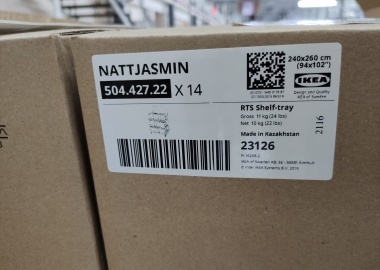 NATTJASMIN
504.427.22 X 14
240x260 cm
(94x102")
IKEA
Design and Quality
IKEA of Sweden
RTS Shelf-tray
Gross 11 kg (24 lbs)
Net 10 kg (22 lbs)
Made in Kazakhstan
23126
2116